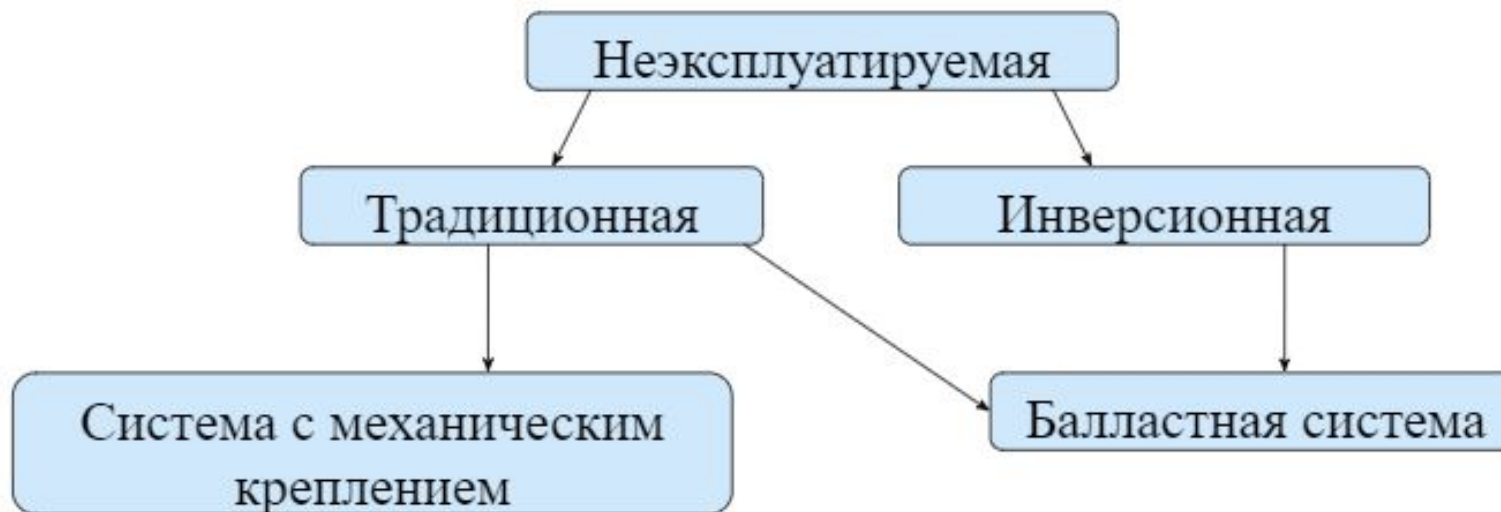 Неэксплуатируемая
Традиционная
Инверсионная
Система с механическим
креплением
Балластная система